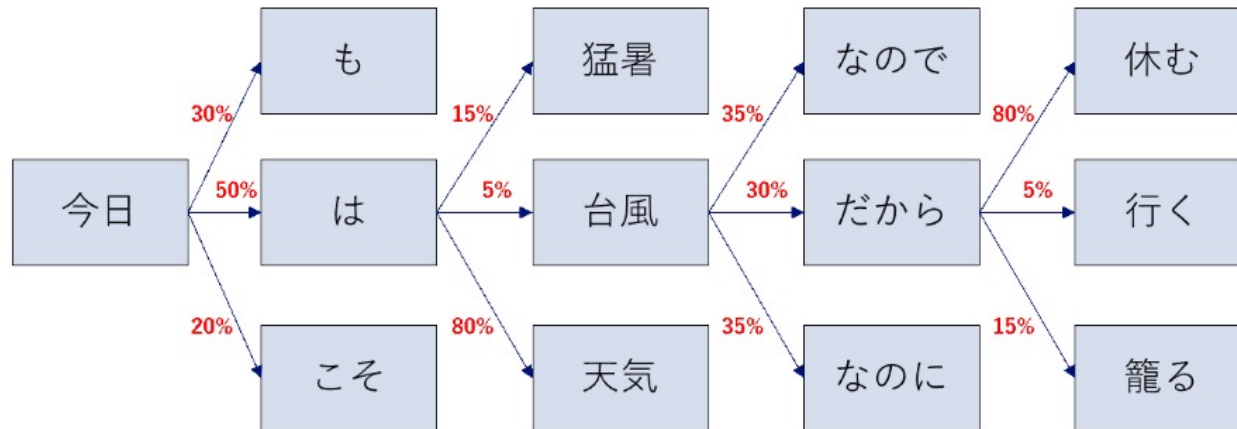 も
猛暑
なので
休む
30%
15%
35%
80%
今日
50%
は
5%
台風
30%
だから
5%
行く
20%
80%
35%
15%
こそ
天気
なのに
籠る